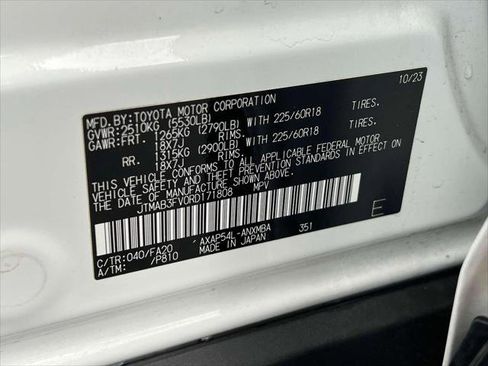 10/23
MFD.BY:TOYOTA MOTOR CORPORATION
GVWR:2510KG (5530LB)
GAWR:FRT. 1265KG (2790LB) WITH 225/60R18 TIRES.
18X7J RIMS.
RR. 1315KG (2900LB) WITH 225/60R18 TIRES.
18X7J RIMS.
THIS VEHICLE CONFORMS TO ALL APPLICABLE FEDERAL MOTOR
VEHICLE SAFETY AND THEFT PREVENTION STANDARDS IN EFFECT ON
THE DATE OF MANUFACTURE SHOWN ABOVE.
JTMAB3FV0RD171808 MPV
E
C/TR:040/FA20 AXAP54L-ANXMBA 351
A/TM: /P810 MADE IN JAPAN